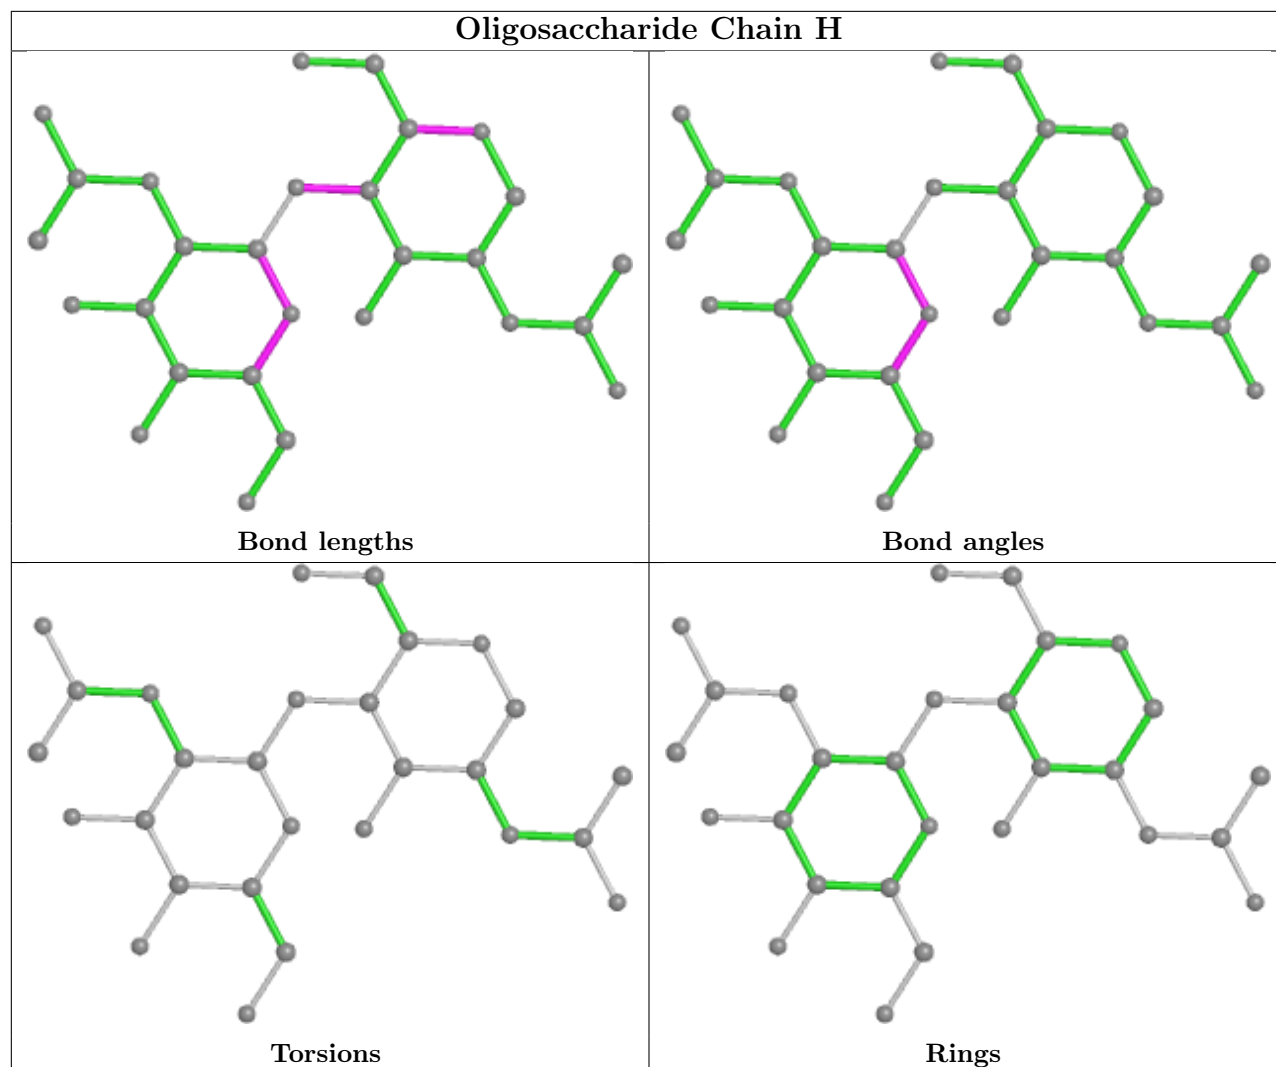 Oligosaccharide Chain H
Bond lengths
Bond angles
Torsions
Rings